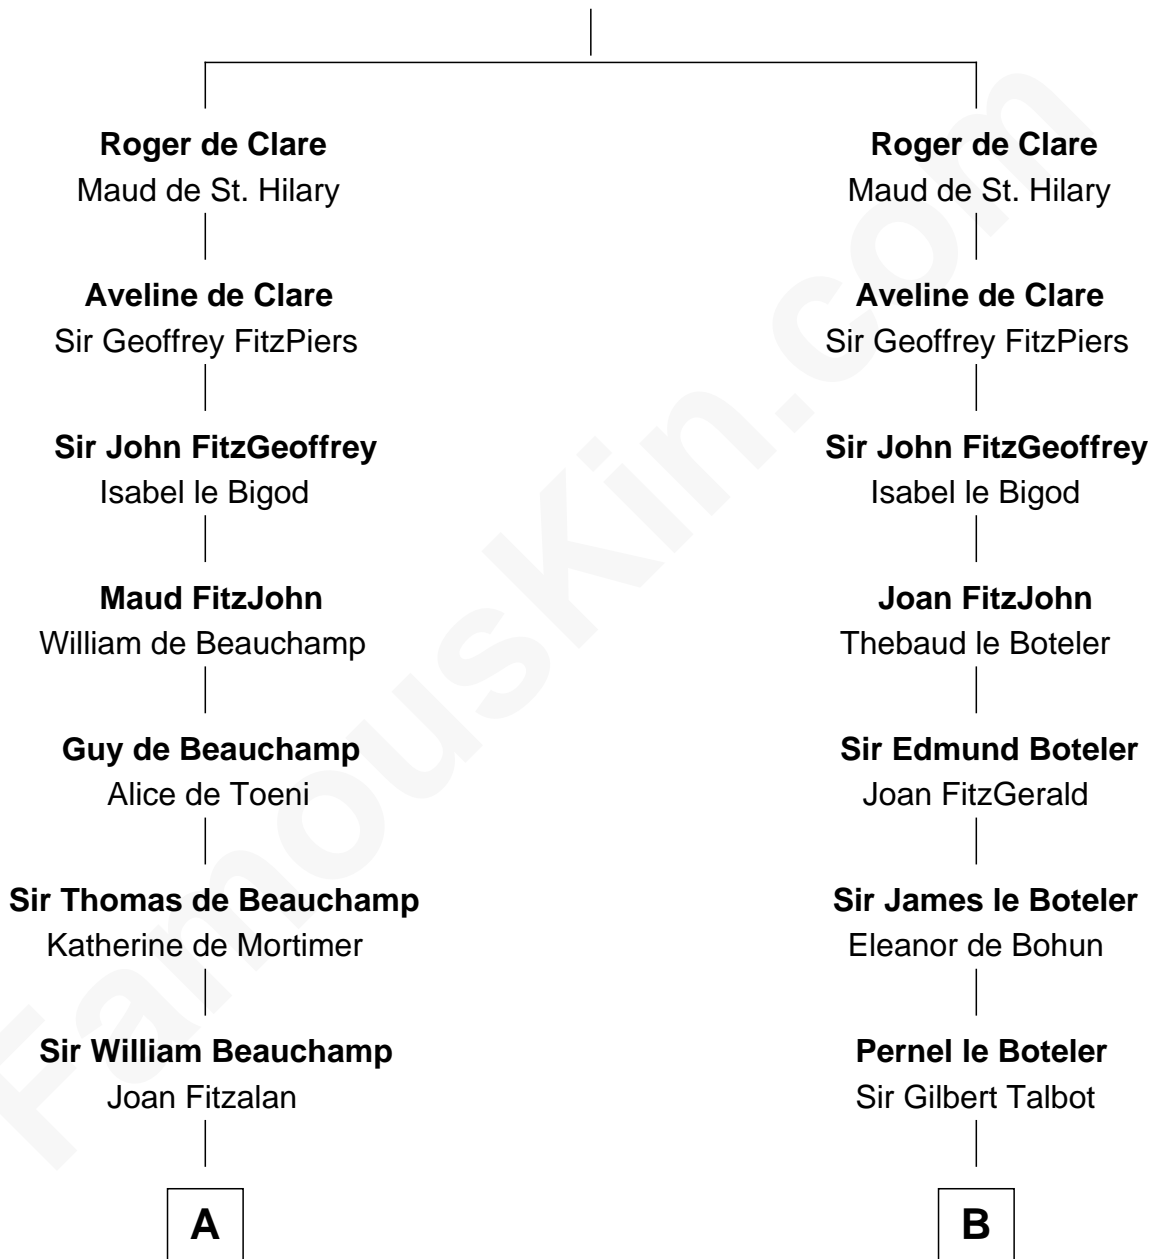 Roger de Clare
Maud de St. Hilary
Aveline de Clare
Sir Geoffrey FitzPiers
Sir John FitzGeoffrey
Isabel le Bigod
Maud FitzJohn
William de Beauchamp
Guy de Beauchamp
Alice de Toeni
Sir Thomas de Beauchamp
Katherine de Mortimer
Sir William Beauchamp
Joan Fitzalan
A
Roger de Clare
Maud de St. Hilary
Aveline de Clare
Sir Geoffrey FitzPiers
Sir John FitzGeoffrey
Isabel le Bigod
Joan FitzJohn
Thebaud le Boteler
Sir Edmund Boteler
Joan FitzGerald
Sir James le Boteler
Eleanor de Bohun
Pernel le Boteler
Sir Gilbert Talbot
B
FamousKin.com